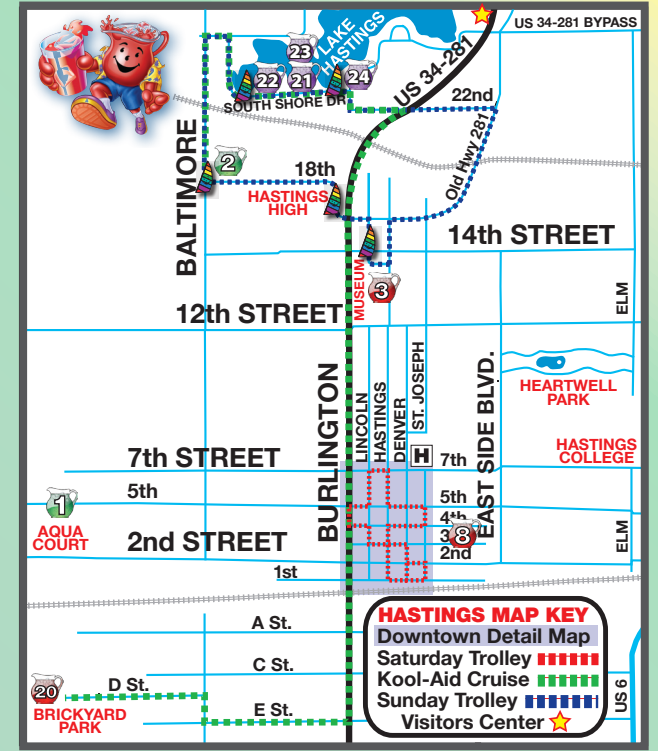 US 34-281 BYPASS
23
LAKE
HASTINGS
22
21
24
SOUTH SHORE DR
US 34-281
22nd
Old Hwy 281
BALTIMORE
2
18th
HASTINGS
HIGH
14th STREET
MUSEUM
3
12th STREET
ELM
BURLINGTON
LINCOLN
HASTINGS
DENVER
ST. JOSEPH
EAST SIDE BLVD.
HEARTWELL
PARK
HASTINGS
COLLEGE
H
7th STREET
7th
5th
5th
1
AQUA
COURT
4th
8
2nd STREET
2nd
ELM
1st
A St.
C St.
D St.
E St.
20
BRICKYARD
PARK
US 6
HASTINGS MAP KEY
Downtown Detail Map
Saturday Trolley
Kool-Aid Cruise
Sunday Trolley
Visitors Center